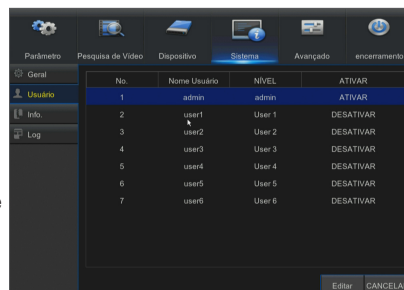 Parâmetro Pesquisa de Vídeo Dispositivo Sistema Avançado encerramento
Geral
Usuário
Info.
Log
No. Nome Usuário NÍVEL ATIVAR
1 admin admin ATIVAR
2 user1 User 1 DESATIVAR
3 user2 User 2 DESATIVAR
4 user3 User 3 DESATIVAR
5 user4 User 4 DESATIVAR
6 user5 User 5 DESATIVAR
7 user6 User 6 DESATIVAR
e
Editar CANCELA